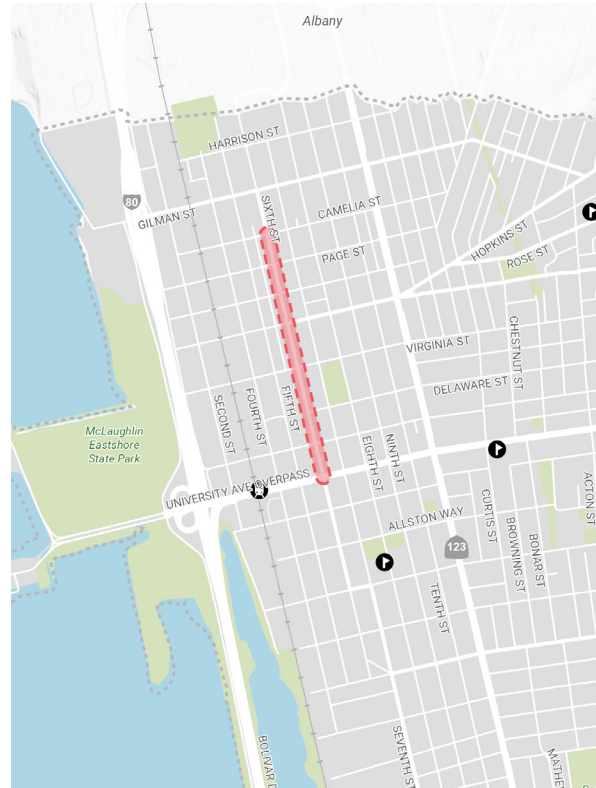 Albany
HARRISON ST
80
GILMAN ST
SIXTH ST
CAMELIA ST
PAGE ST
HOPKINS ST
ROSE ST
VIRGINIA ST
CHESTNUT ST
DELAWARE ST
SECOND ST
FOURTH ST
FIFTH ST
McLaughlin
Eastshore
State Park
EIGHTH ST
NINTH ST
UNIVERSITY AVE OVERPASS
ALLSTON WAY
CURTIS ST
BROWNING ST
BONAR ST
ACTON ST
123
TENTH ST
SEVENTH ST
BOLIVAR D
MATHE